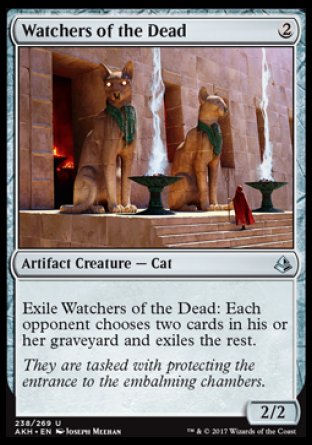 Watchers of the Dead 2
Artifact Creature — Cat
Exile Watchers of the Dead: Each
opponent chooses two cards in his or
her graveyard and exiles the rest.
They are tasked with protecting the
entrance to the embalming chambers.
2/2
238/269 U
AKH • EN Joseph Meehan
™ & © 2017 Wizards of the Coast